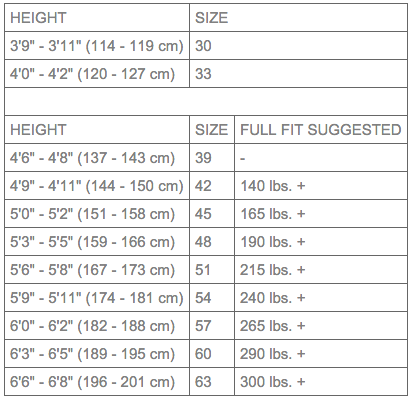 HEIGHT SIZE
3'9" - 3'11" (114 - 119 cm) 30
4'0" - 4'2" (120 - 127 cm) 33
HEIGHT SIZE FULL FIT SUGGESTED
4'6" - 4'8" (137 - 143 cm) 39 -
4'9" - 4'11" (144 - 150 cm) 42 140 lbs. +
5'0" - 5'2" (151 - 158 cm) 45 165 lbs. +
5'3" - 5'5" (159 - 166 cm) 48 190 lbs. +
5'6" - 5'8" (167 - 173 cm) 51 215 lbs. +
5'9" - 5'11" (174 - 181 cm) 54 240 lbs. +
6'0" - 6'2" (182 - 188 cm) 57 265 lbs. +
6'3" - 6'5" (189 - 195 cm) 60 290 lbs. +
6'6" - 6'8" (196 - 201 cm) 63 300 lbs. +